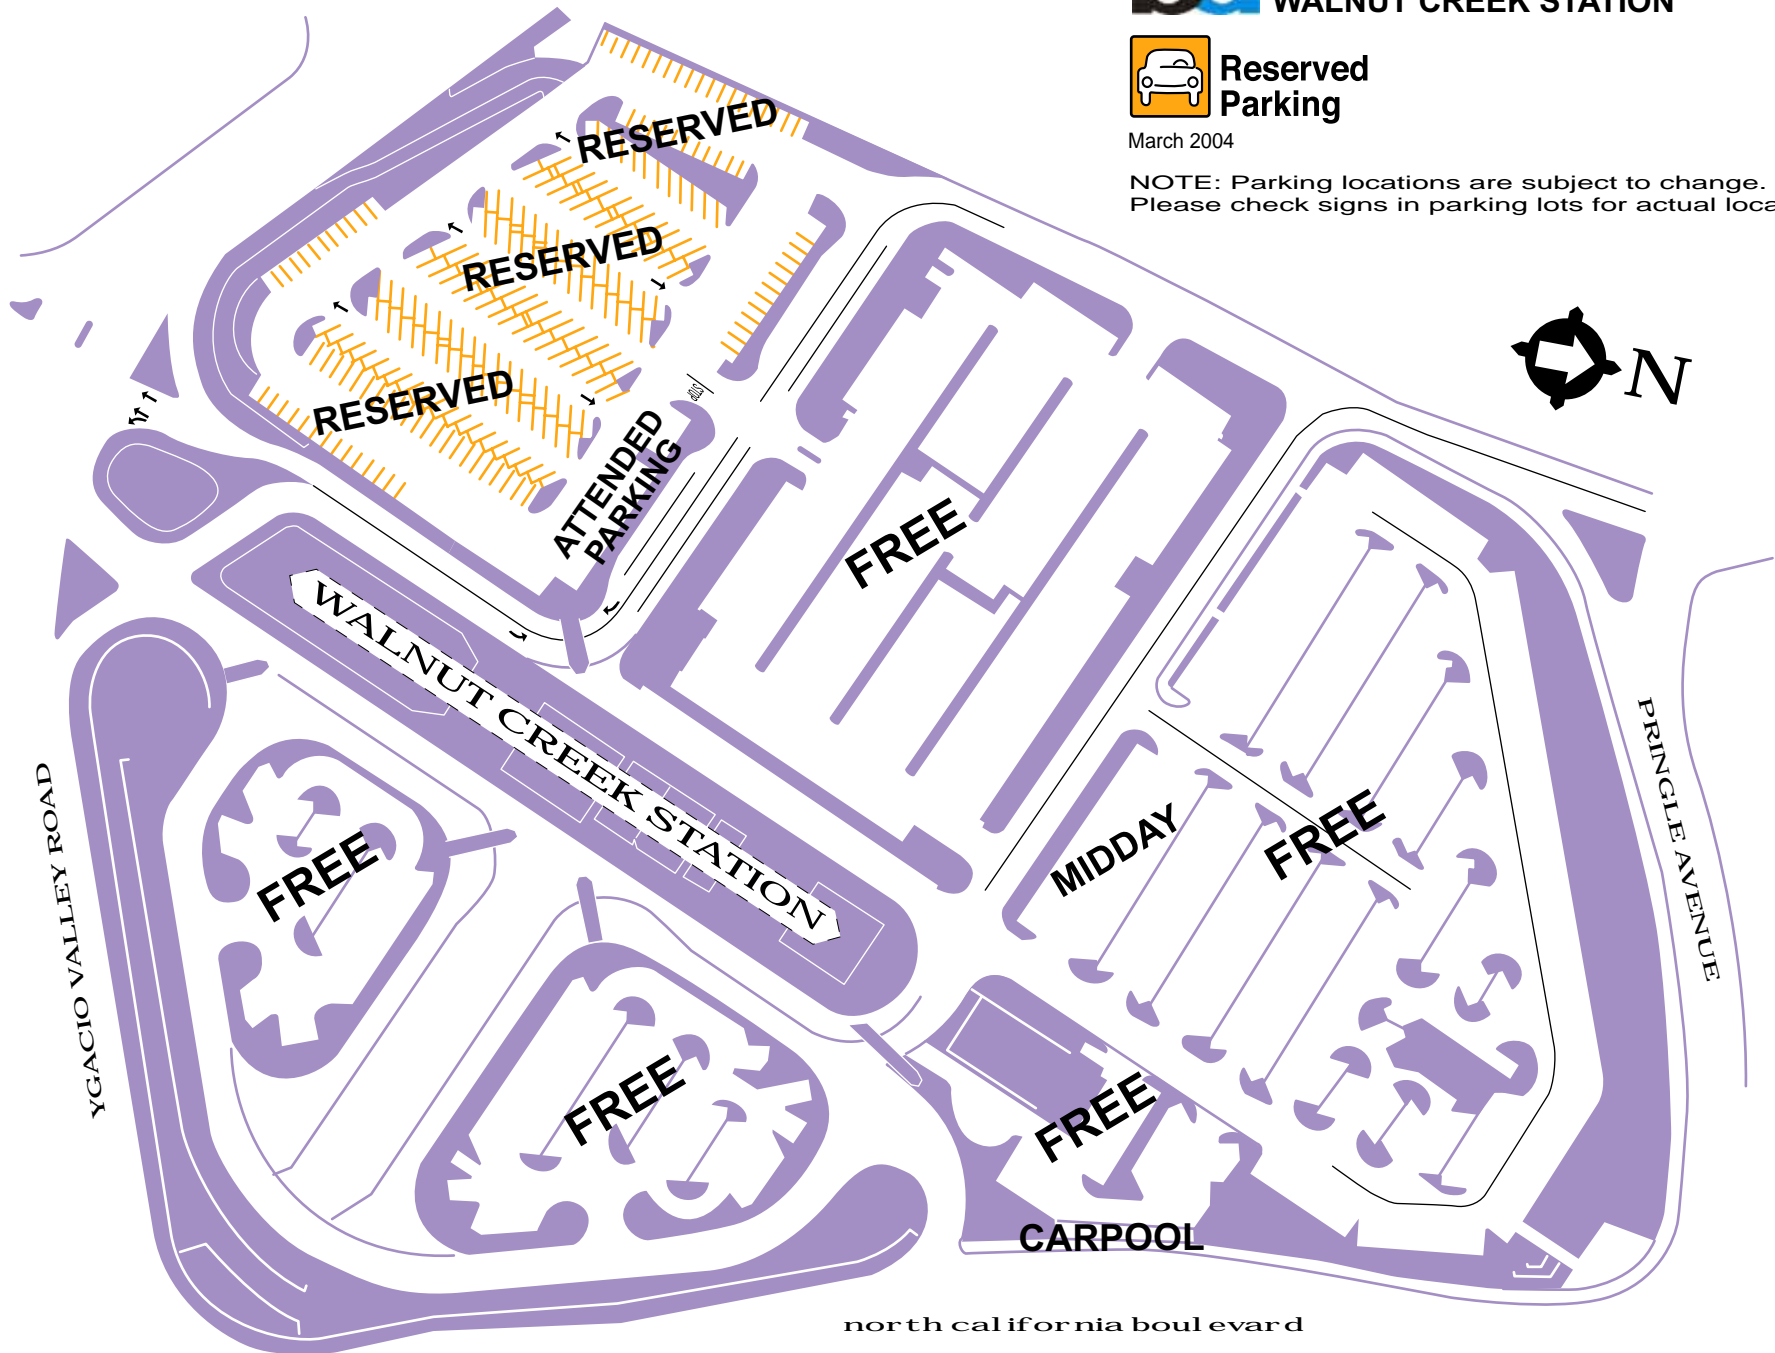 WALNUT CREEK STATION
Reserved
Parking
March 2004
NOTE: Parking locations are subject to change.
Please check signs in parking lots for actual loca
RESERVED
RESERVED
RESERVED
STOP
ATTENDED
PARKING
N
FREE
WALNUT CREEK STATION
MIDDAY
FREE
FREE
FREE
FREE
CARPOOL
YGACIO VALLEY ROAD
PRINGLE AVENUE
north california boulevard